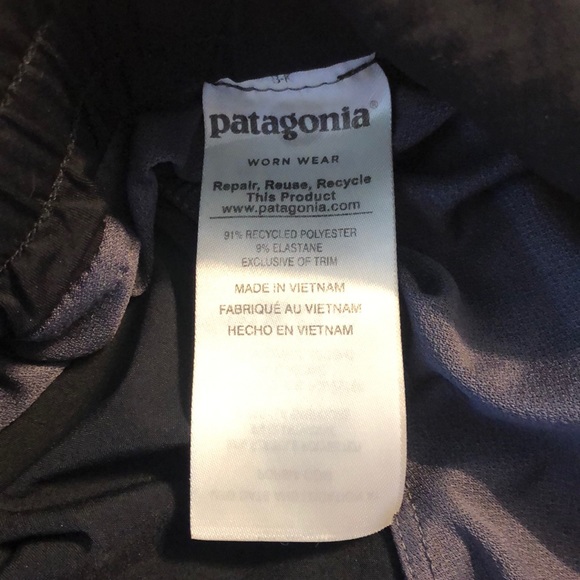 patagonia®
WORN WEAR
Repair, Reuse, Recycle
This Product
www.patagonia.com
91% RECYCLED POLYESTER
9% ELASTANE
EXCLUSIVE OF TRIM
MADE IN VIETNAM
FABRIQUÉ AU VIETNAM
HECHO EN VIETNAM